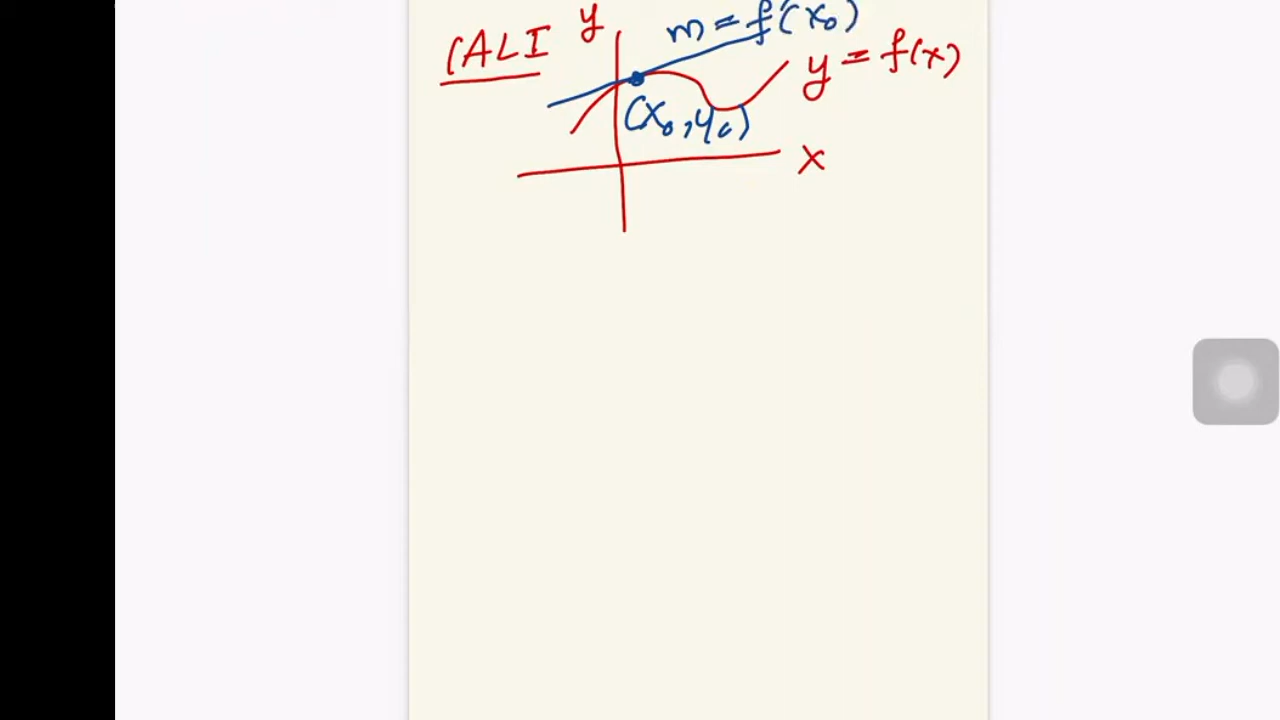 CALI y m = f'(x₀)
y = f(x)
(x₀, y₀)
x